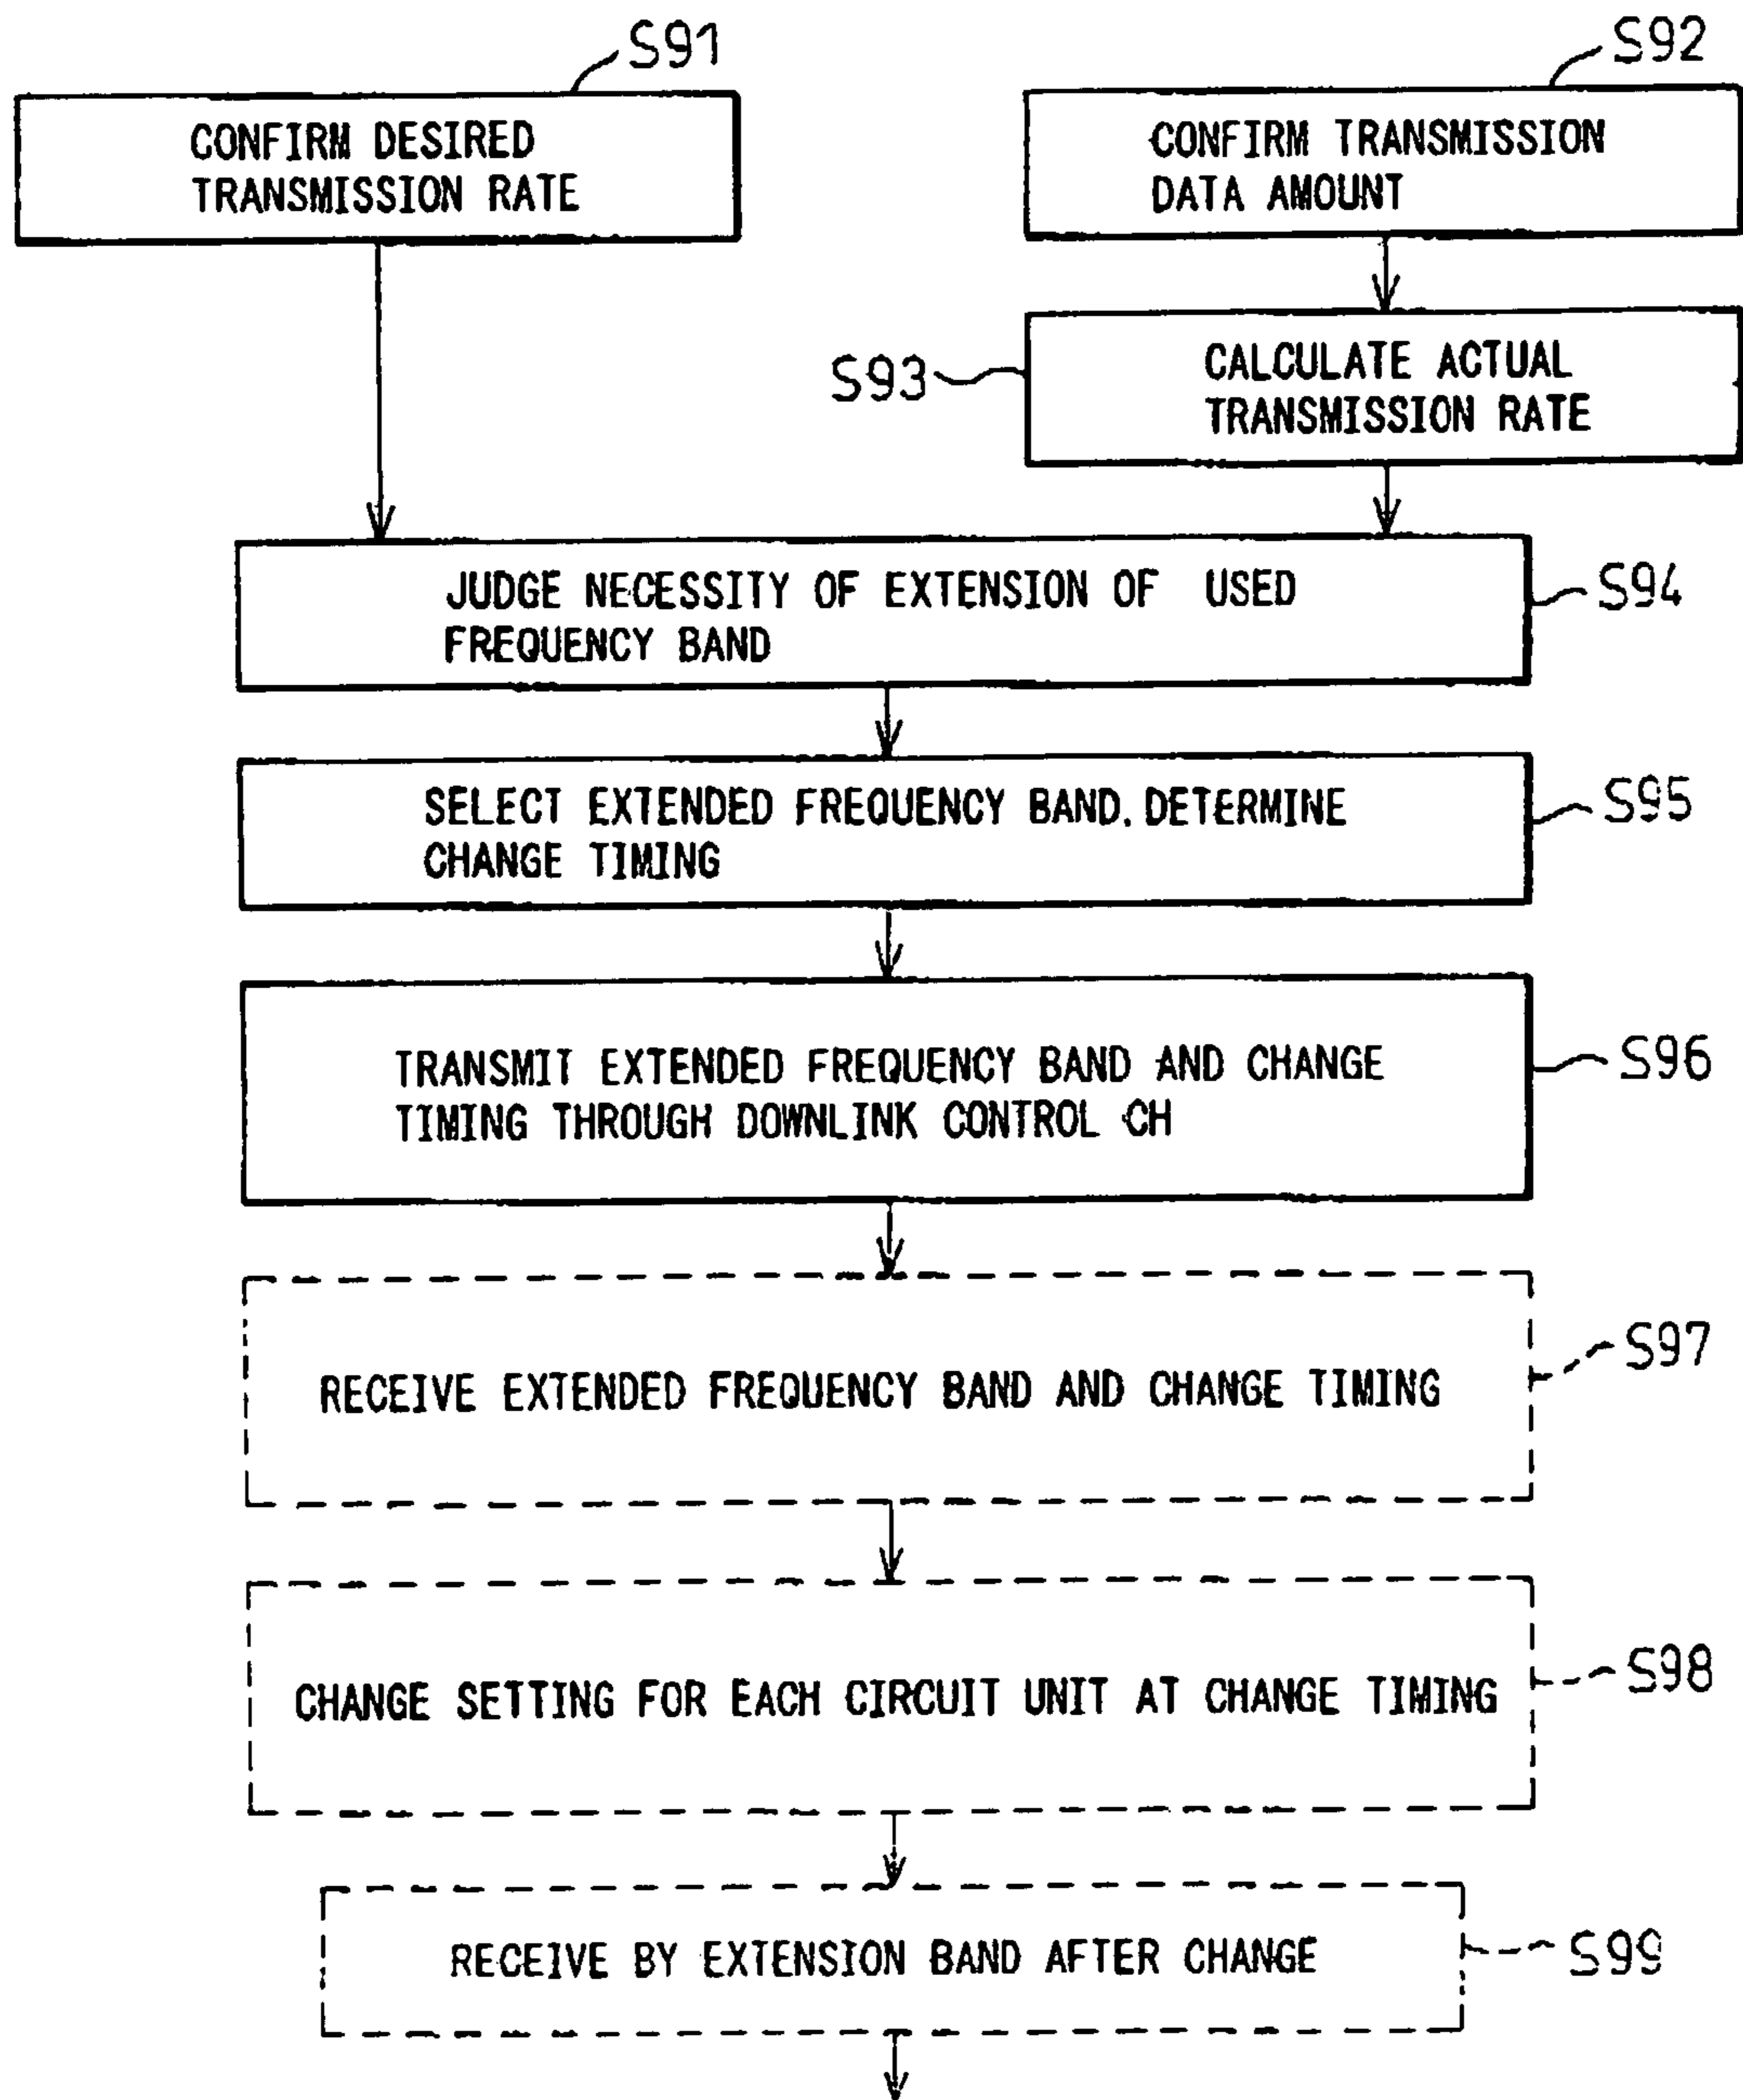 S91
S92
CONFIRM DESIRED
TRANSMISSION RATE
CONFIRM TRANSMISSION
DATA AMOUNT
S93
CALCULATE ACTUAL
TRANSMISSION RATE
JUDGE NECESSITY OF EXTENSION OF USED
FREQUENCY BAND
S94
SELECT EXTENDED FREQUENCY BAND, DETERMINE
CHANGE TIMING
S95
TRANSMIT EXTENDED FREQUENCY BAND AND CHANGE
TIMING THROUGH DOWNLINK CONTROL CH
S96
RECEIVE EXTENDED FREQUENCY BAND AND CHANGE TIMING
S97
CHANGE SETTING FOR EACH CIRCUIT UNIT AT CHANGE TIMING
S98
RECEIVE BY EXTENSION BAND AFTER CHANGE
S99